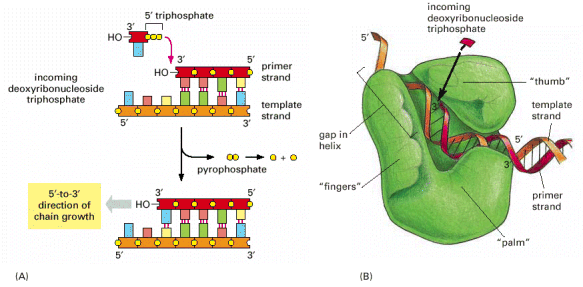 5′ triphosphate
3′
HO
incoming
deoxyribonucleoside
triphosphate
3′
5′
HO
primer
strand
template
strand
5′
3′
pyrophosphate
+
5′-to-3′
direction of
chain growth
3′
5′
HO
5′
3′
(A)
incoming
deoxyribonucleoside
triphosphate
5′
"thumb"
3′
template
strand
5′
gap in
helix
"fingers"
3′
primer
strand
"palm"
(B)